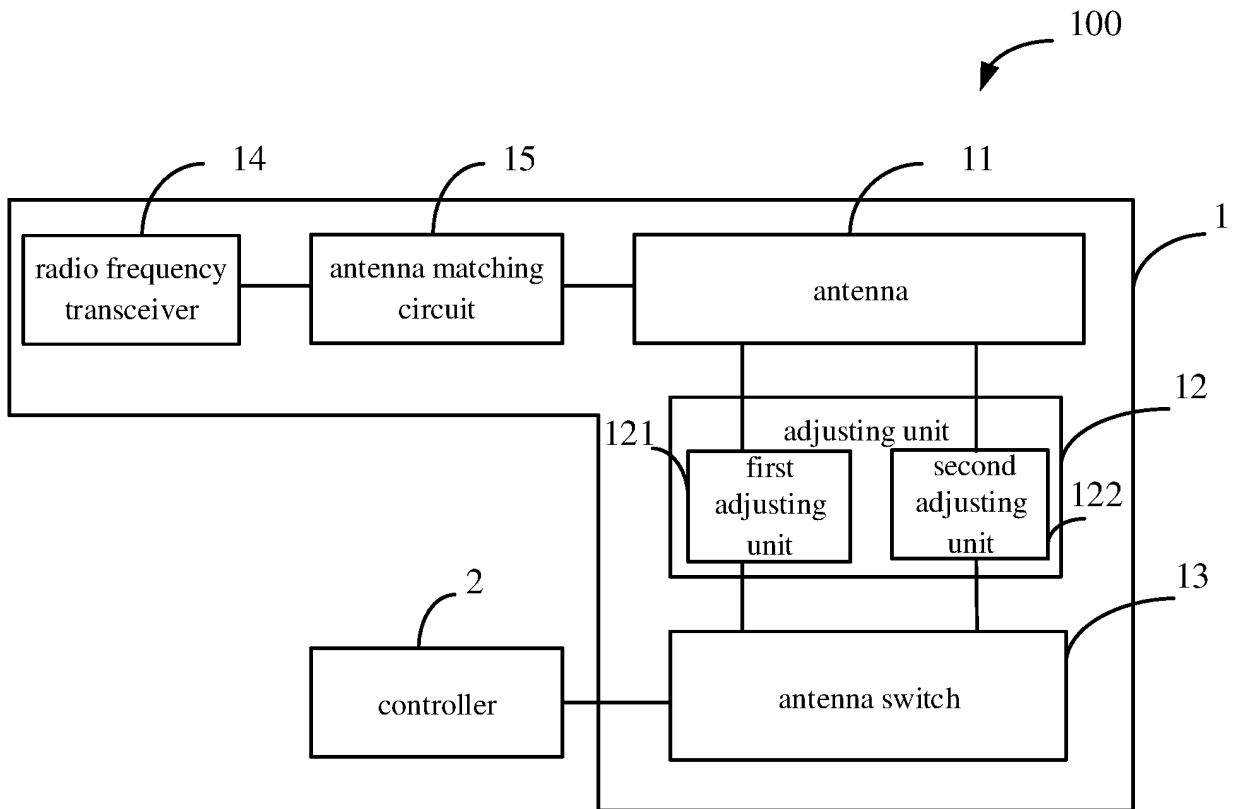 100
14
15
11
1
radio frequency
transceiver
antenna matching
circuit
antenna
12
121
adjusting unit
first
adjusting
unit
second
adjusting
unit
122
2
13
controller
antenna switch